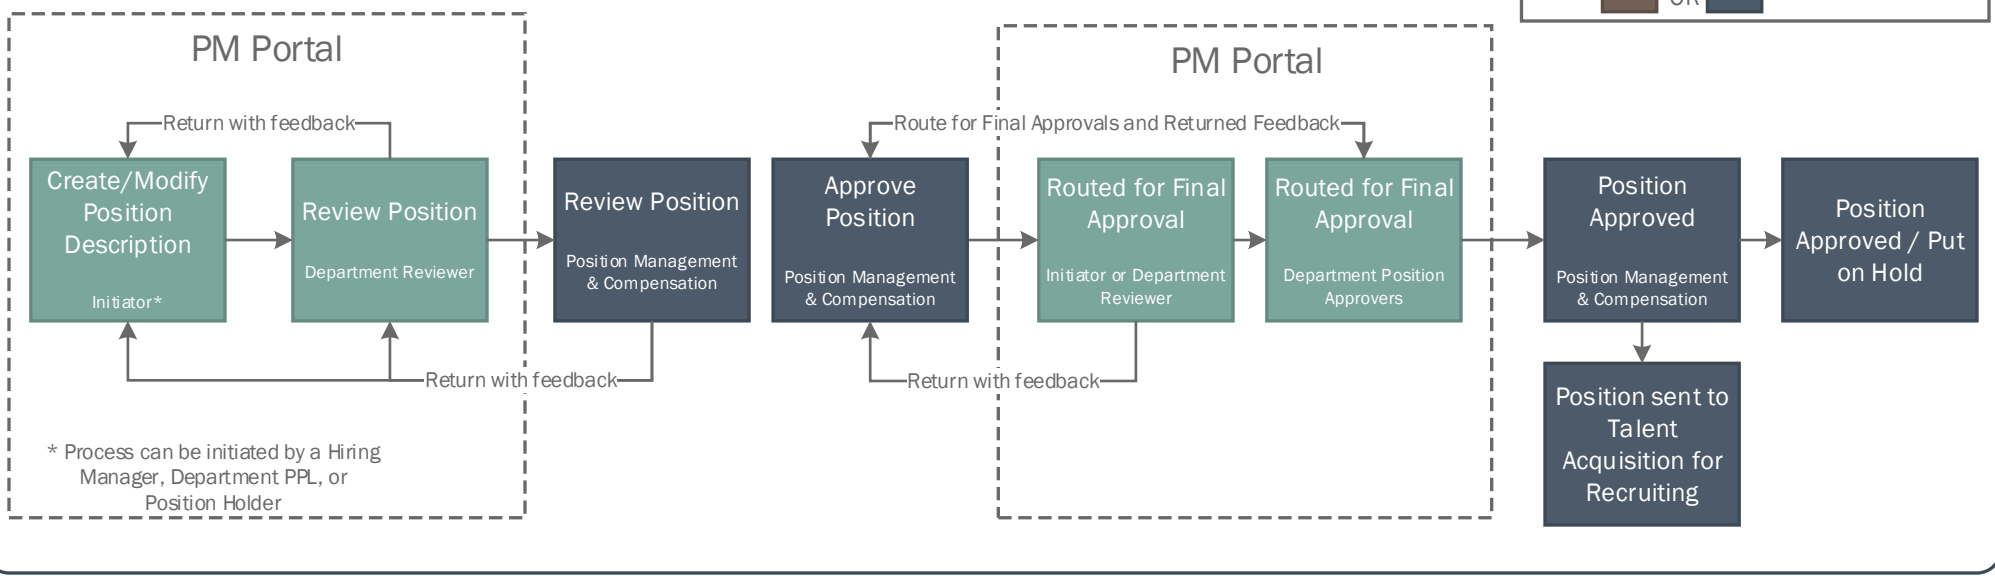 OR
PM Portal
PM Portal
Return with feedback
Route for Final Approvals and Returned Feedback
Create/Modify
Position
Description
Initiator*
Review Position
Department Reviewer
Review Position
Position Management
& Compensation
Approve
Position
Position Management
& Compensation
Routed for Final
Approval
Initiator or Department
Reviewer
Routed for Final
Approval
Department Position
Approvers
Position
Approved
Position Management
& Compensation
Position
Approved / Put
on Hold
Return with feedback
Return with feedback
Position sent to
Talent
Acquisition for
Recruiting
* Process can be initiated by a Hiring
Manager, Department PPL, or
Position Holder